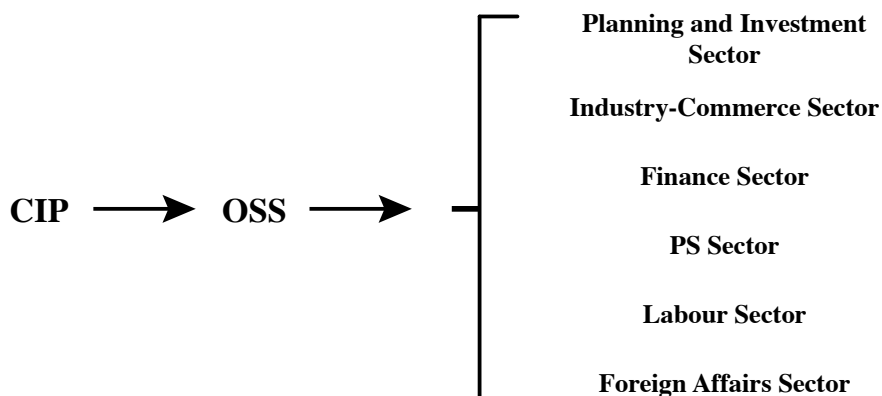 Planning and Investment
Sector
Industry-Commerce Sector
Finance Sector
CIP
OSS
PS Sector
Labour Sector
Foreign Affairs Sector